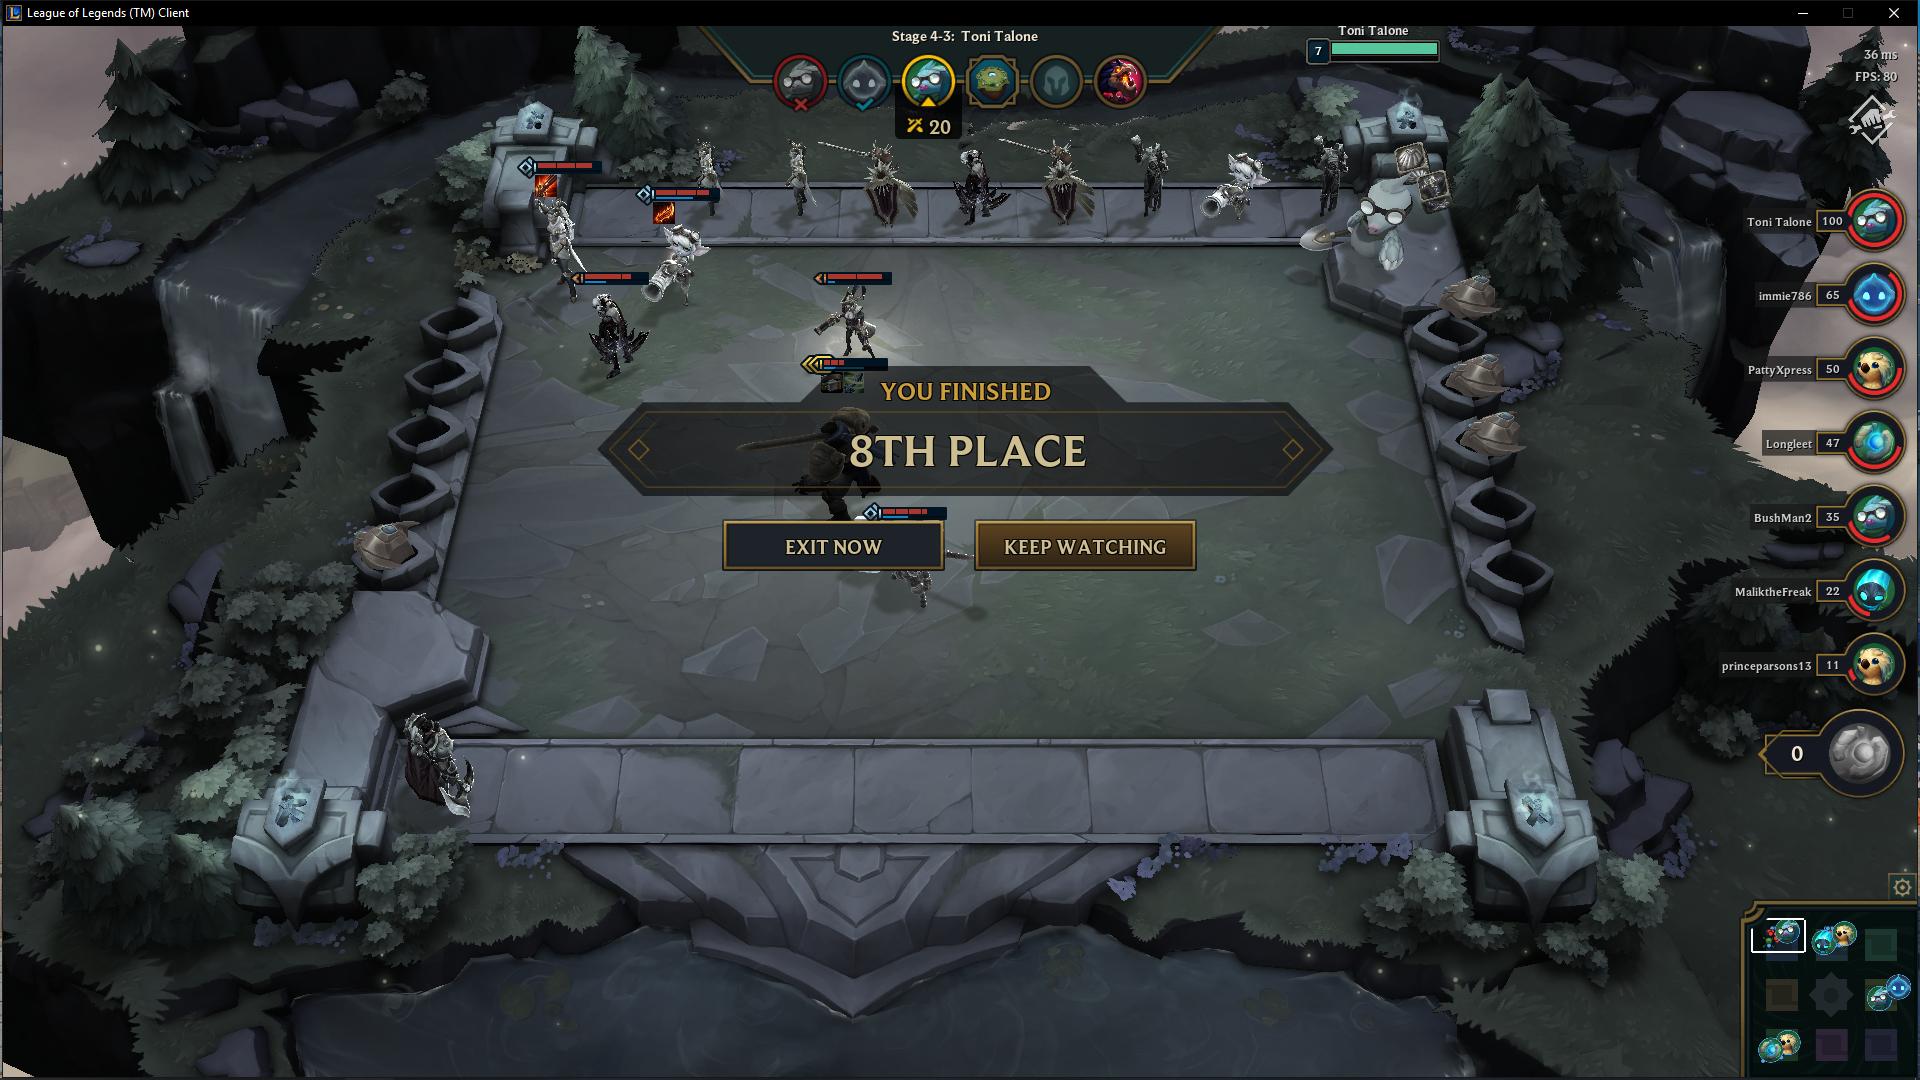 League of Legends (TM) Client
Stage 4-3: Toni Talone
Toni Talone
7
36 ms
FPS: 80
20
Toni Talone 100
immie786 65
PattyXpress 50
YOU FINISHED
8TH PLACE
Longleet 47
BushMan2 35
EXIT NOW
KEEP WATCHING
MaliktheFreak 22
princeparsons13 11
0